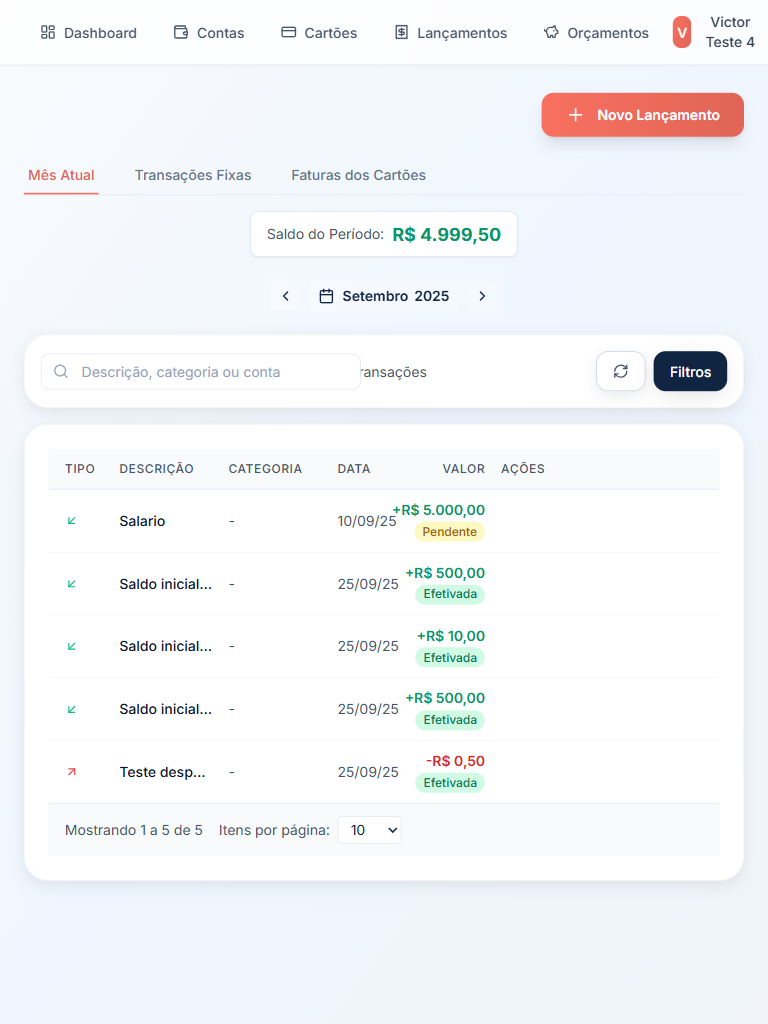 Dashboard
Contas
Cartões
Lançamentos
Orçamentos
V
Victor
Teste 4
Novo Lançamento
Mês Atual
Transações Fixas
Faturas dos Cartões
Saldo do Período: R$ 4.999,50
Setembro 2025
Descrição, categoria ou conta
ransações
Filtros
TIPO DESCRIÇÃO CATEGORIA DATA VALOR AÇÕES
Salario - 10/09/25 +R$ 5.000,00
Pendente
Saldo inicial... - 25/09/25 +R$ 500,00
Efetivada
Saldo inicial... - 25/09/25 +R$ 10,00
Efetivada
Saldo inicial... - 25/09/25 +R$ 500,00
Efetivada
Teste desp... - 25/09/25 -R$ 0,50
Efetivada
Mostrando 1 a 5 de 5 Itens por página: 10